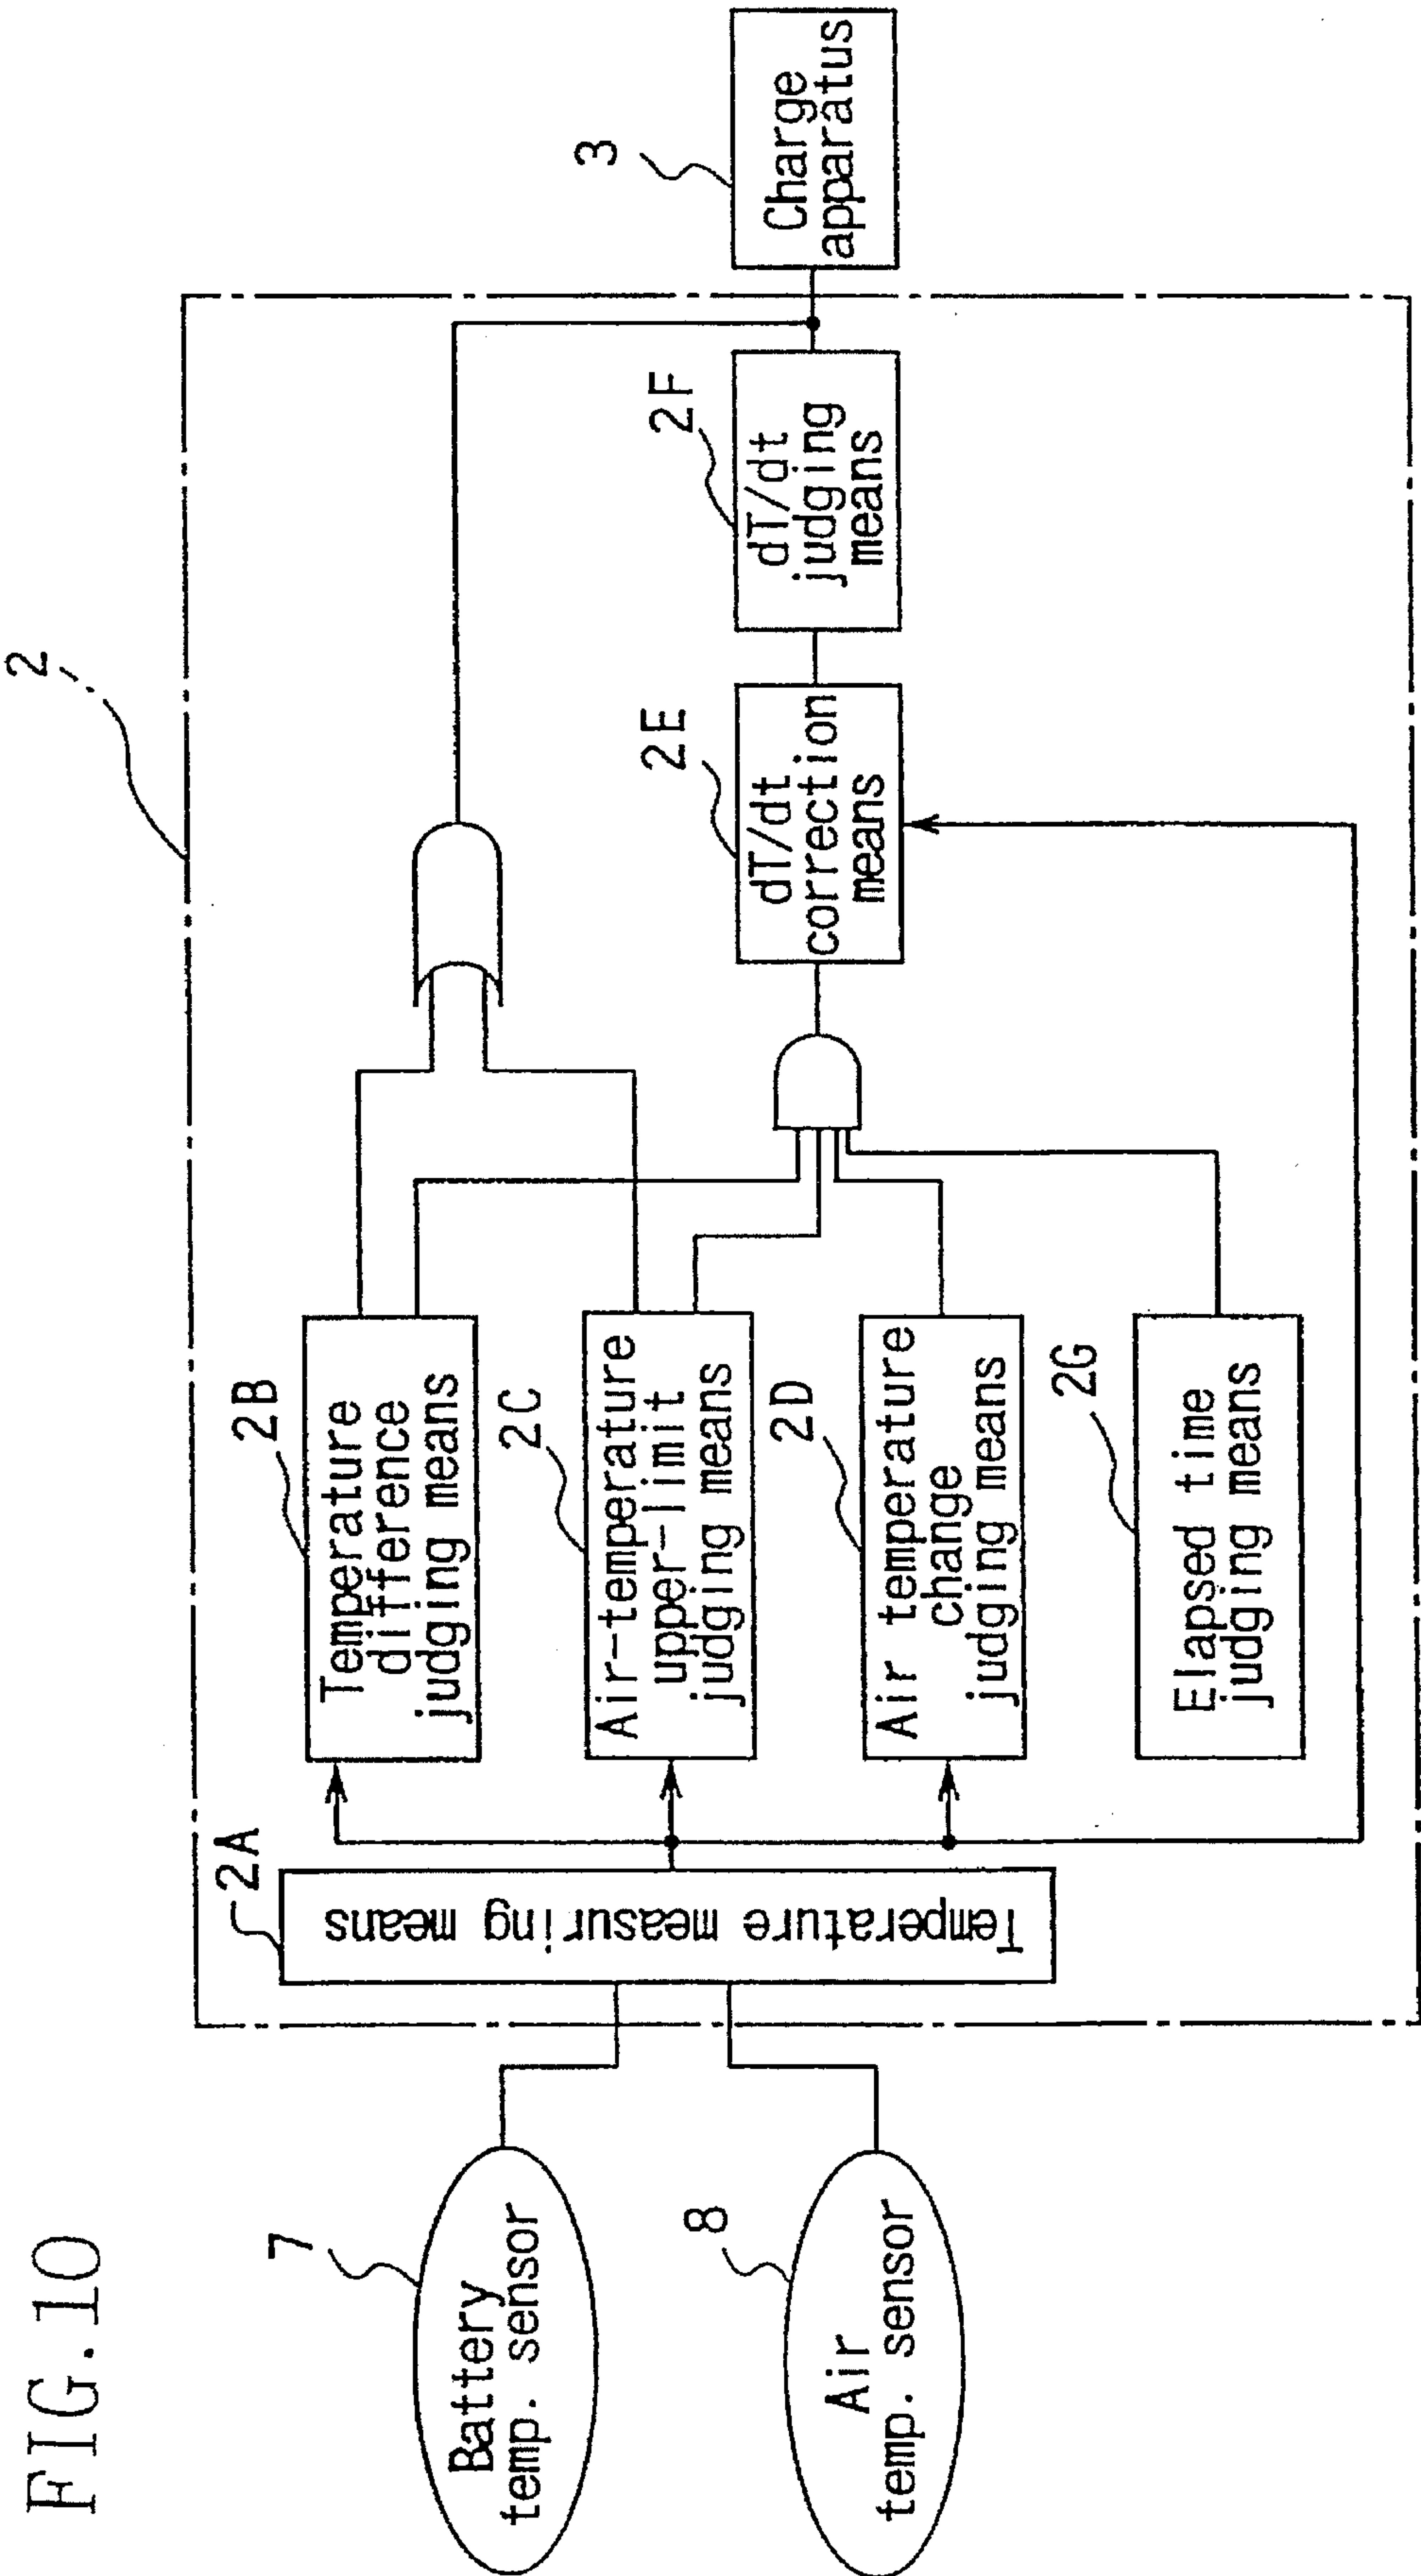 FIG.10
7
Battery
temp. sensor
8
Air
temp. sensor
2
2A
Temperature measuring means
2B
Temperature
difference
judging means
2C
Air-temperature
upper-limit
judging means
2D
Air temperature
change
judging means
2G
Elapsed time
judging means
2E
dT/dt
correction
means
2F
dT/dt
judging
means
3
Charge
apparatus